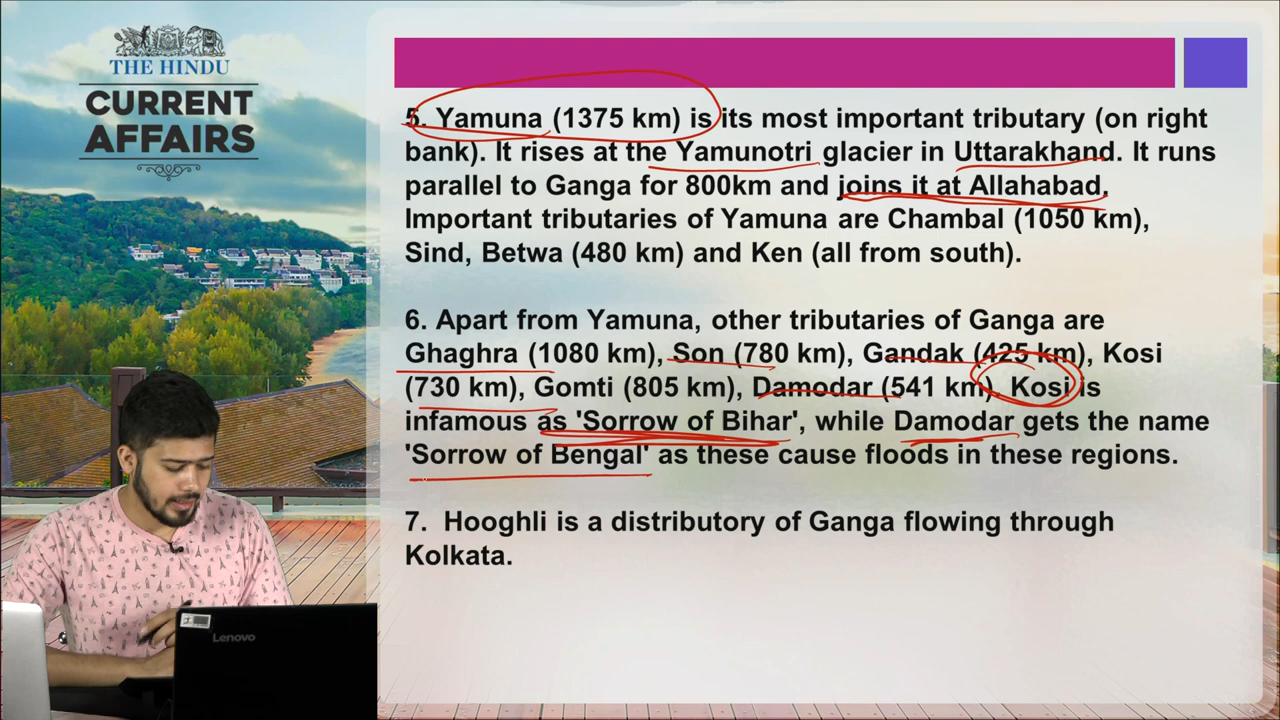 THE HINDU
CURRENT
AFFAIRS
5. Yamuna (1375 km) is its most important tributary (on right
bank). It rises at the Yamunotri glacier in Uttarakhand. It runs
parallel to Ganga for 800km and joins it at Allahabad.
Important tributaries of Yamuna are Chambal (1050 km),
Sind, Betwa (480 km) and Ken (all from south).
6. Apart from Yamuna, other tributaries of Ganga are
Ghaghra (1080 km), Son (780 km), Gandak (425 km), Kosi
(730 km), Gomti (805 km), Damodar (541 km). Kosi is
infamous as 'Sorrow of Bihar', while Damodar gets the name
'Sorrow of Bengal' as these cause floods in these regions.
7. Hooghli is a distributory of Ganga flowing through
Kolkata.
Lenovo